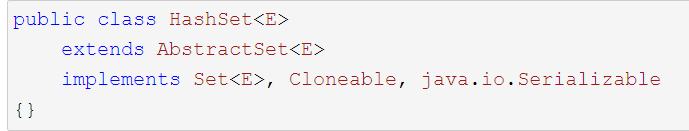 public class HashSet<E>
    extends AbstractSet<E>
    implements Set<E>, Cloneable, java.io.Serializable
{}